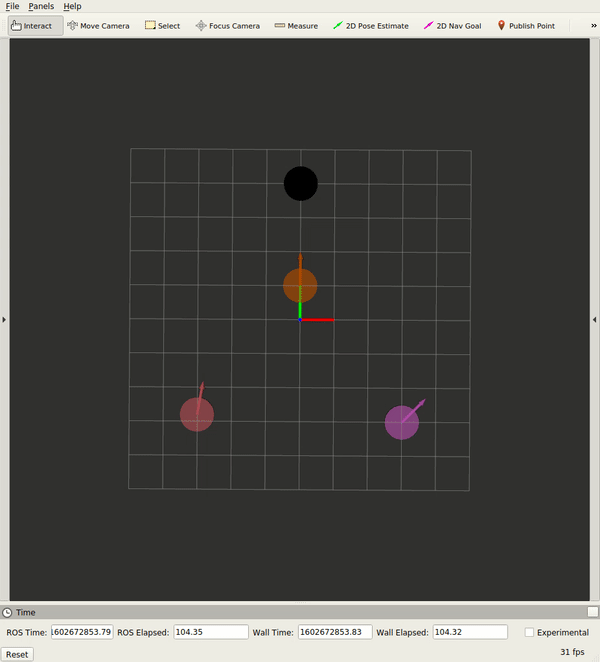 File Panels Help
Interact Move Camera Select Focus Camera Measure 2D Pose Estimate 2D Nav Goal Publish Point »
Time
ROS Time: 1602672853.79 ROS Elapsed: 104.35 Wall Time: 1602672853.83 Wall Elapsed: 104.32 Experimental
Reset 31 fps